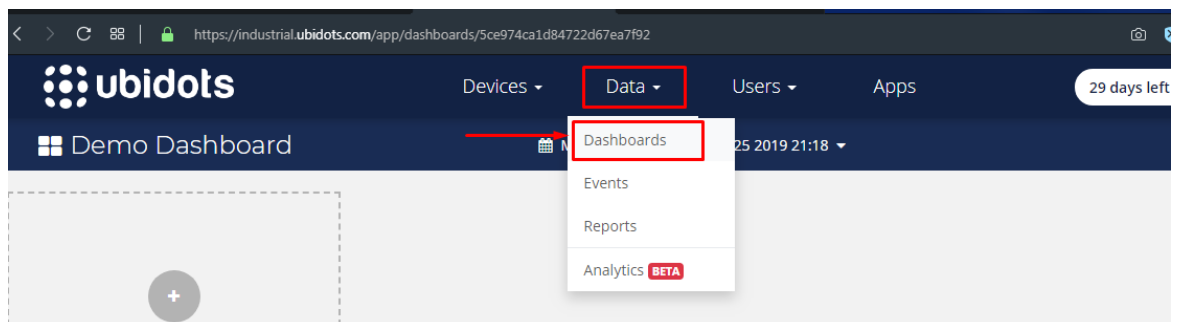 https://industrial.ubidots.com/app/dashboards/5ce974ca1d84722d67ea7f92
ubidots Devices Data Users Apps 29 days left
Demo Dashboard 25 2019 21:18
Dashboards
Events
Reports
Analytics BETA